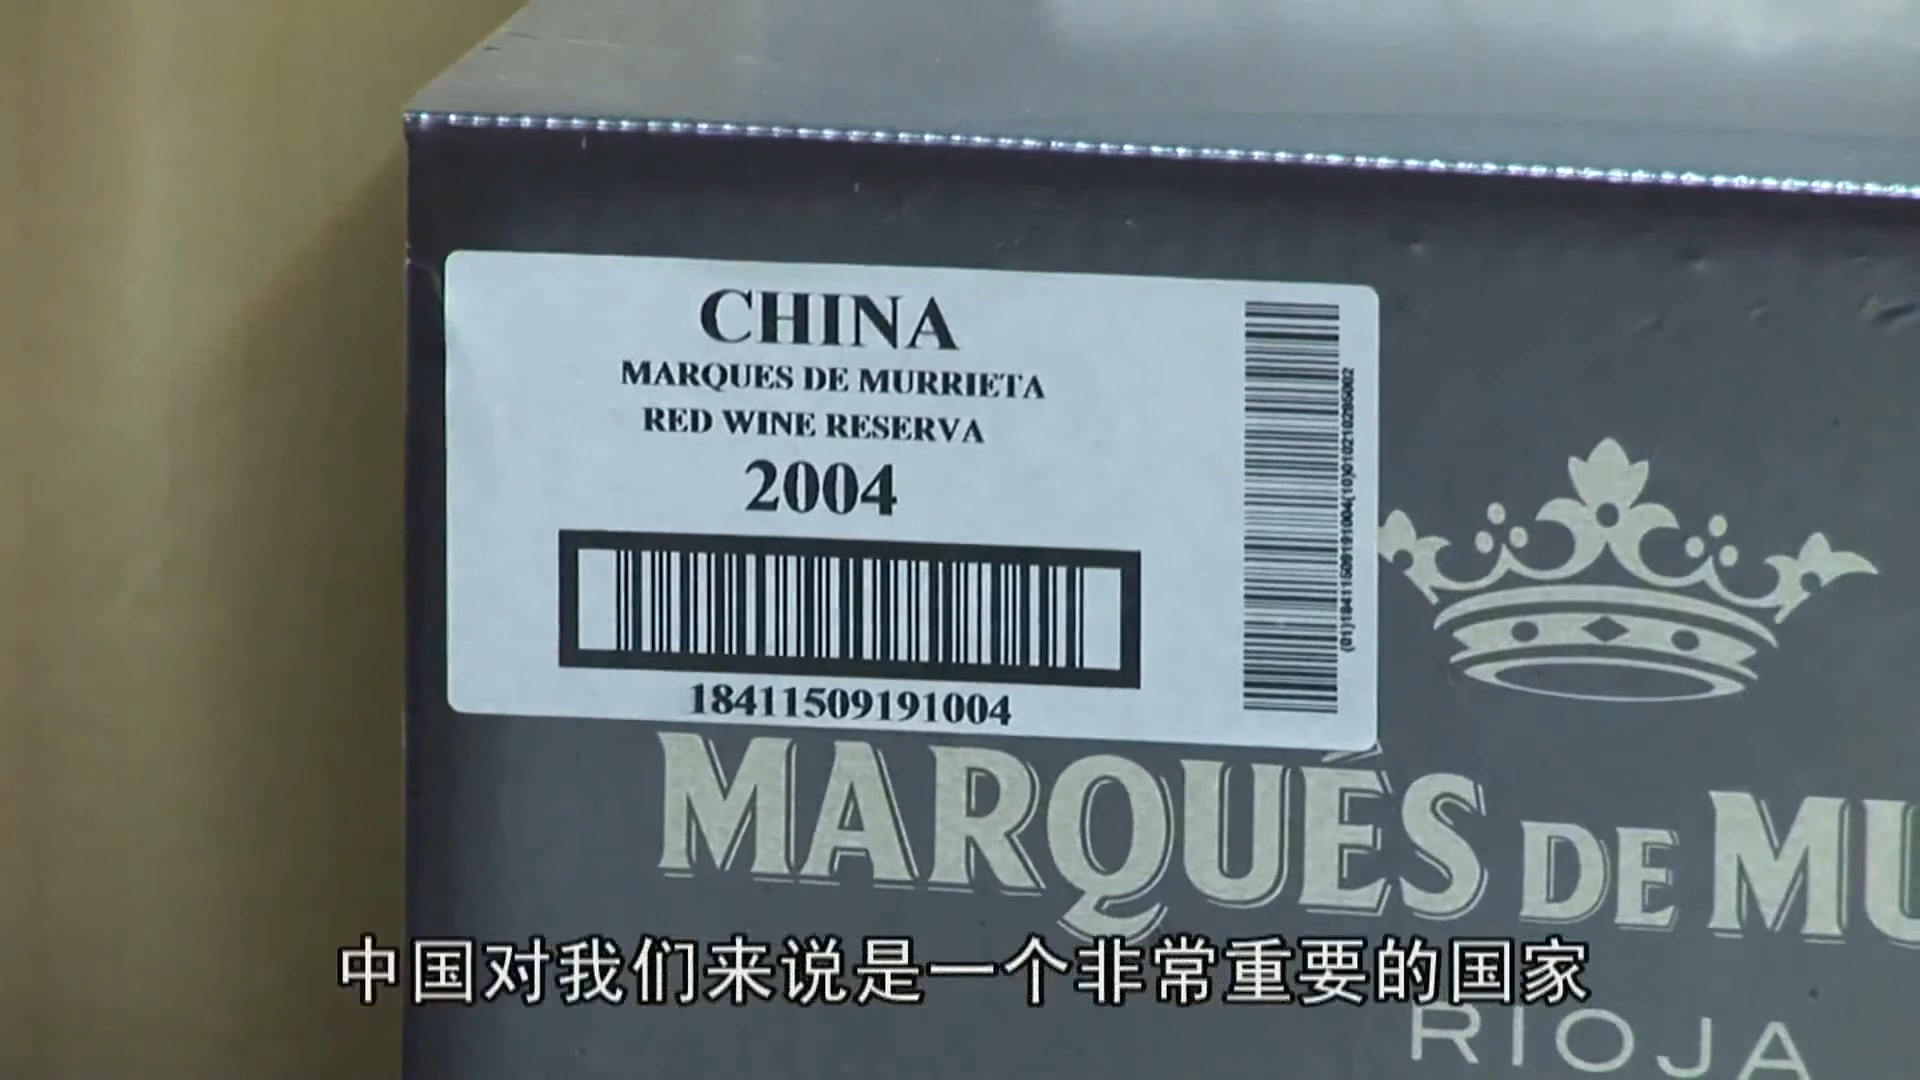 CHINA
MARQUES DE MURRIETA
RED WINE RESERVA
2004
18411509191004
MARQUÉS DE MU
RIOJA
中国对我们来说是一个非常重要的国家